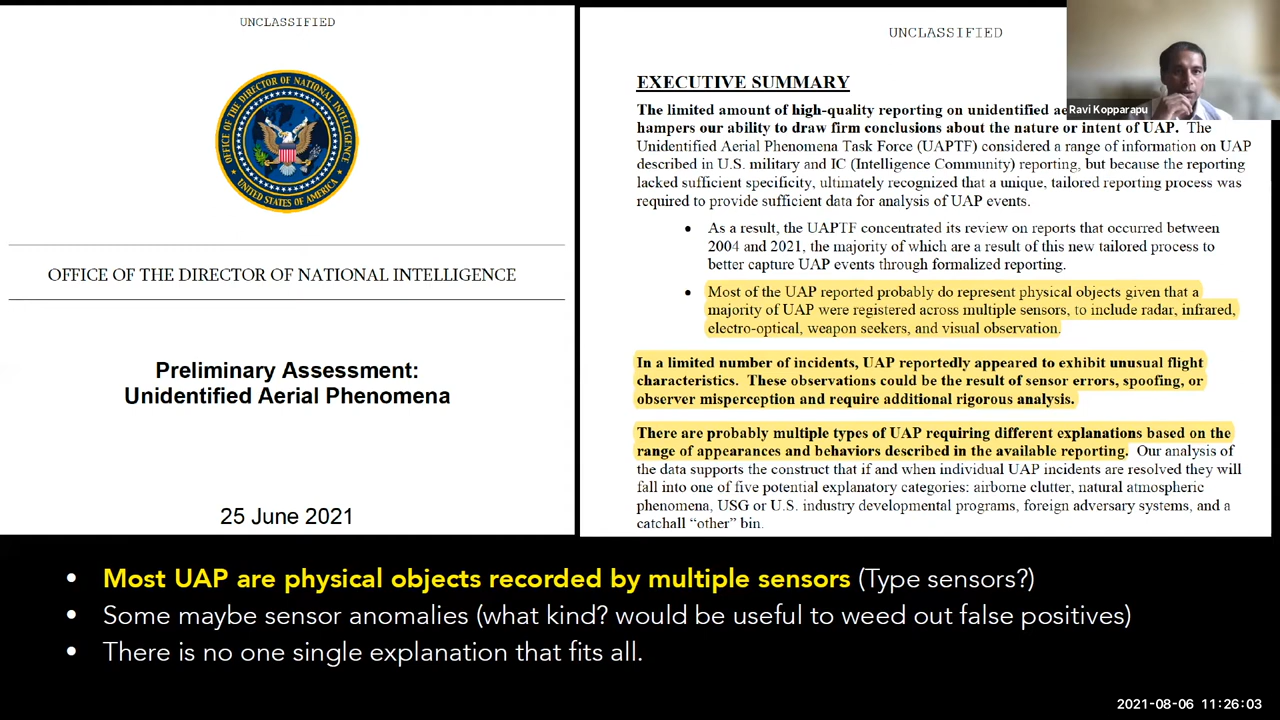 UNCLASSIFIED
OFFICE OF THE DIRECTOR OF NATIONAL INTELLIGENCE
UNITED STATES OF AMERICA
OFFICE OF THE DIRECTOR OF NATIONAL INTELLIGENCE
Preliminary Assessment:
Unidentified Aerial Phenomena
25 June 2021
UNCLASSIFIED
EXECUTIVE SUMMARY
The limited amount of high-quality reporting on unidentified
hampers our ability to draw firm conclusions about the nature or intent of UAP. The
Unidentified Aerial Phenomena Task Force (UAPTF) considered a range of information on UAP
described in U.S. military and IC (Intelligence Community) reporting, but because the reporting
lacked sufficient specificity, ultimately recognized that a unique, tailored reporting process was
required to provide sufficient data for analysis of UAP events.
• As a result, the UAPTF concentrated its review on reports that occurred between
2004 and 2021, the majority of which are a result of this new tailored process to
better capture UAP events through formalized reporting.
• Most of the UAP reported probably do represent physical objects given that a
majority of UAP were registered across multiple sensors, to include radar, infrared,
electro-optical, weapon seekers, and visual observation.
In a limited number of incidents, UAP reportedly appeared to exhibit unusual flight
characteristics. These observations could be the result of sensor errors, spoofing, or
observer misperception and require additional rigorous analysis.
There are probably multiple types of UAP requiring different explanations based on the
range of appearances and behaviors described in the available reporting. Our analysis of
the data supports the construct that if and when individual UAP incidents are resolved they will
fall into one of five potential explanatory categories: airborne clutter, natural atmospheric
phenomena, USG or U.S. industry developmental programs, foreign adversary systems, and a
catchall “other” bin.
Ravi Kopparapu
• Most UAP are physical objects recorded by multiple sensors (Type sensors?)
• Some maybe sensor anomalies (what kind? would be useful to weed out false positives)
• There is no one single explanation that fits all.
2021-08-06 11:26:03